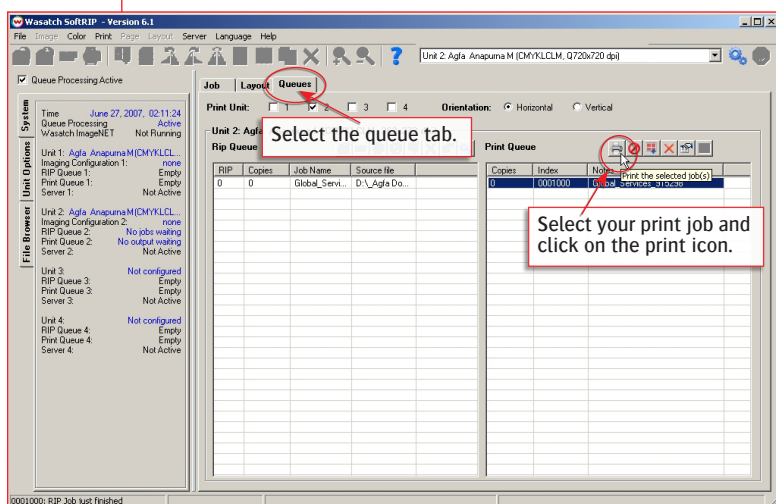 Wasatch SoftRIP - Version 6.1
File Image Color Print Page Layout Server Language Help
Unit 2: Agfa Anapurna M (CMYKLCLM, Q720x720 dpi)
Queue Processing Active
System
Unit Options
File Browser
Time June 27, 2007, 02:11:24
Queue Processing Active
Wasatch ImageNET Not Running
Unit 1: Agfa Anapurna M (CMYKLCL...
Imaging Configuration 1: none
RIP Queue 1: Empty
Print Queue 1: Empty
Server 1: Not Active
Unit 2: Agfa Anapurna M (CMYKLCL...
Imaging Configuration 2: none
RIP Queue 2: No jobs waiting
Print Queue 2: No output waiting
Server 2: Not Active
Unit 3: Not configured
RIP Queue 3: Empty
Print Queue 3: Empty
Server 3: Not Active
Unit 4: Not configured
RIP Queue 4: Empty
Print Queue 4: Empty
Server 4: Not Active
Job Layout Queues
Print Unit: 1 2 3 4 Orientation: Horizontal Vertical
Unit 2: Agfa
Select the queue tab.
Rip Queue
RIP Copies Job Name Source file
0 0 Global_Servi... D:\_Agfa Do...
Print Queue
Copies Index Notes
Print the selected job(s)
0 0001000 Global_Services_915298
Select your print job and
click on the print icon.
0001000: RIP Job just finished